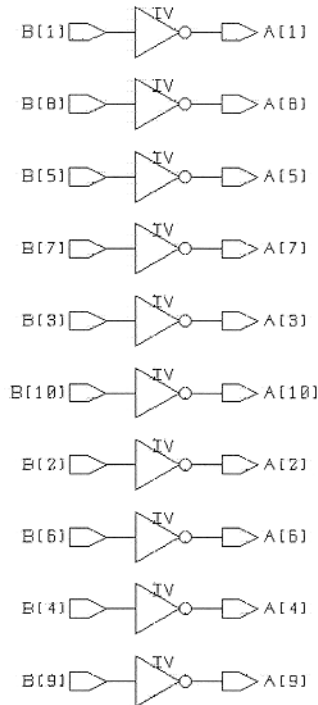 IV
B[1] A[1]
IV
B[8] A[8]
IV
B[5] A[5]
IV
B[7] A[7]
IV
B[3] A[3]
IV
B[10] A[10]
IV
B[2] A[2]
IV
B[6] A[6]
IV
B[4] A[4]
IV
B[9] A[9]